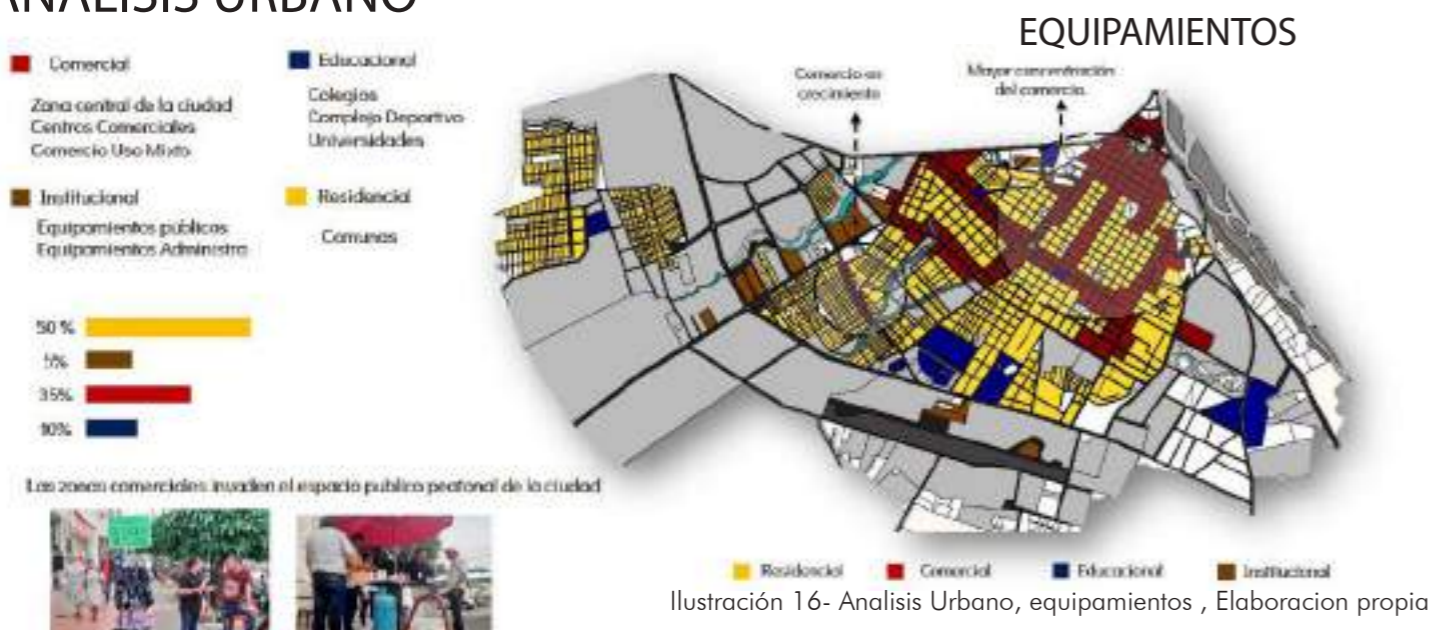 ANALISIS URBANO
EQUIPAMIENTOS
Comercial
Zona central de la ciudad
Centros Comerciales
Comercio Uso Mixto
Educacional
Colegios
Complejo Deportivo
Universidades
Institucional
Equipamientos públicos
Equipamientos Administra
Residencial
Comunas
50 %
5%
35%
10%
Las zonas comerciales invaden el espacio publico peatonal de la ciudad
Comercio en
crecimiento
Mayor concentración
del comercio
Residencial
Comercial
Educacional
Institucional
Ilustración 16- Analisis Urbano, equipamientos , Elaboracion propia